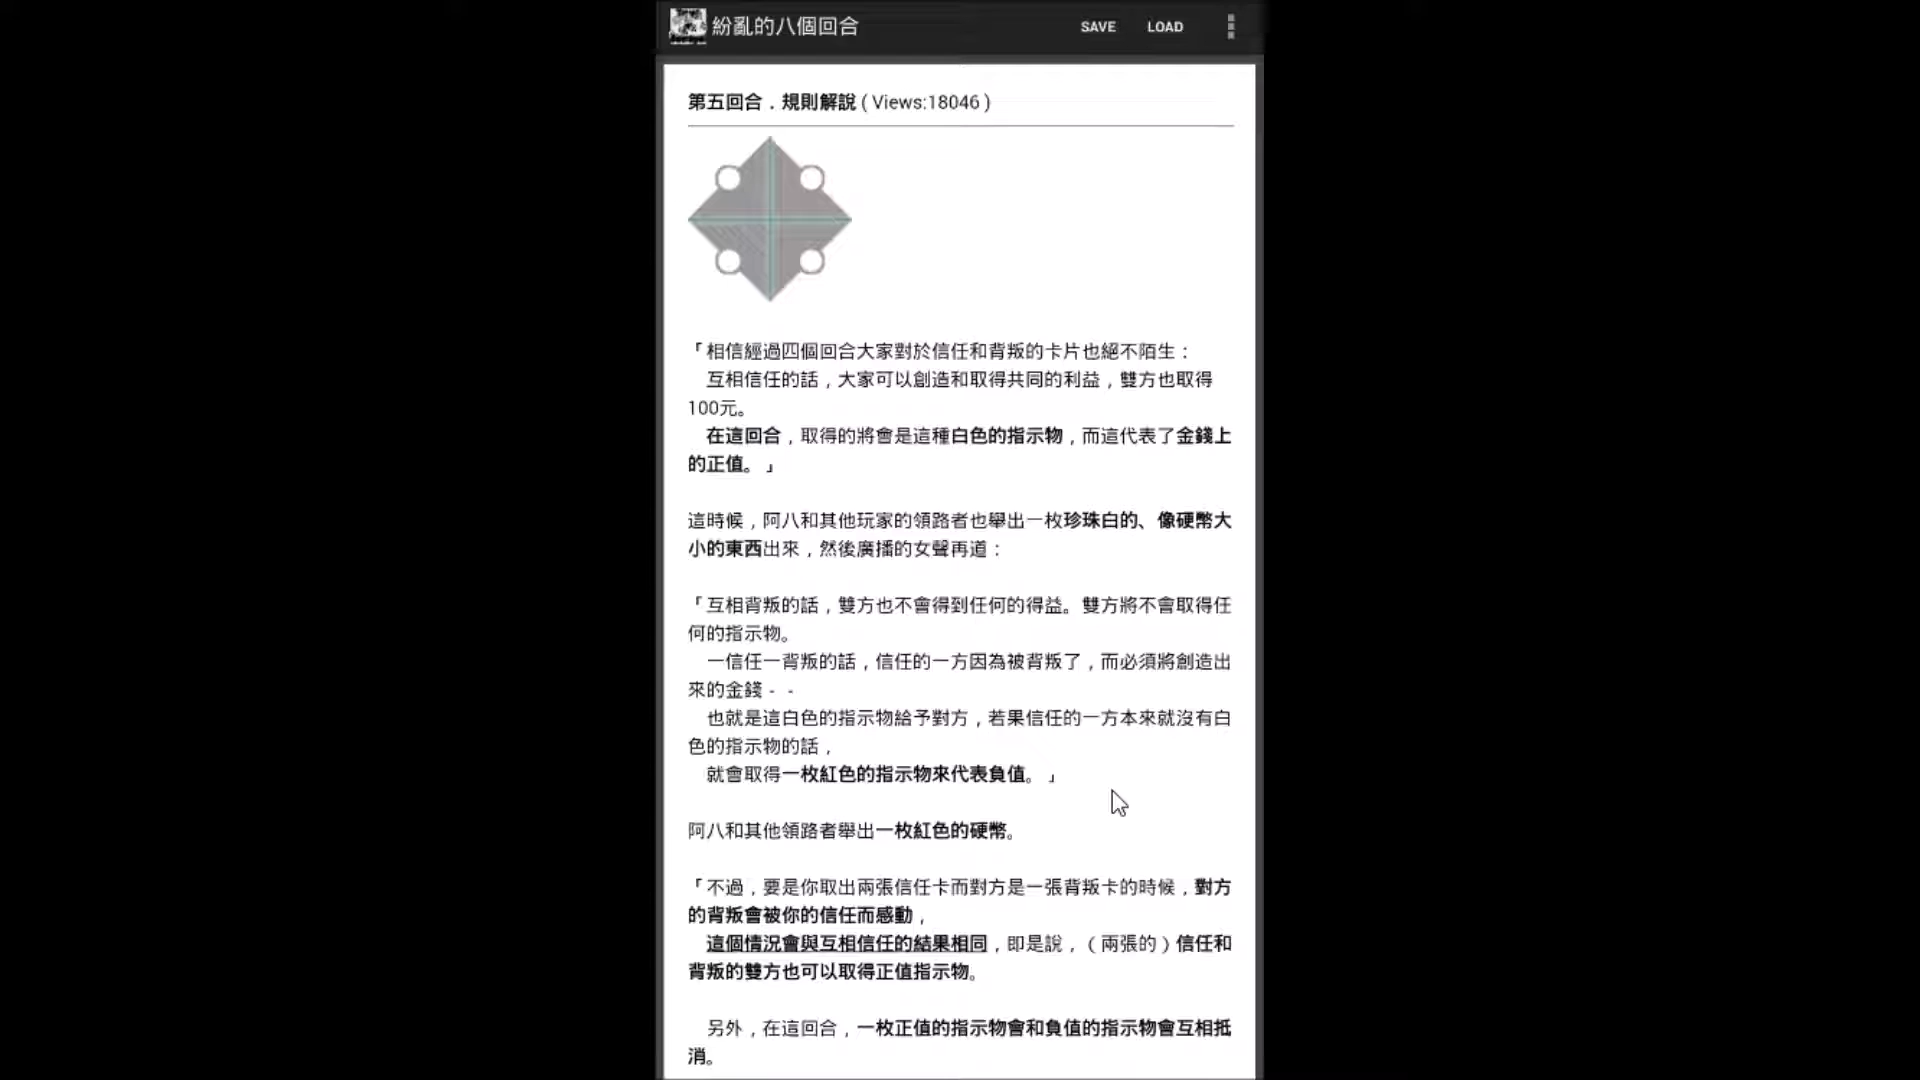 紛亂的八個回合
SAVE
LOAD
第五回合．規則解說 ( Views:18046 )
「相信經過四個回合大家對於信任和背叛的卡片也絕不陌生：
互相信任的話，大家可以創造和取得共同的利益，雙方也取得
100元。
在這回合，取得的將會是這種白色的指示物，而這代表了金錢上
的正值。」
這時候，阿八和其他玩家的領路者也舉出一枚珍珠白的、像硬幣大
小的東西出來，然後廣播的女聲再道：
「互相背叛的話，雙方也不會得到任何的得益。雙方將不會取得任
何的指示物。
一信任一背叛的話，信任的一方因為被背叛了，而必須將創造出
來的金錢－－
也就是這白色的指示物給予對方，若果信任的一方本來就沒有白
色的指示物的話，
就會取得一枚紅色的指示物來代表負值。」
阿八和其他領路者舉出一枚紅色的硬幣。
「不過，要是你取出兩張信任卡而對方是一張背叛卡的時候，對方
的背叛會被你的信任而感動，
這個情況會與互相信任的結果相同，即是說，（兩張的）信任和
背叛的雙方也可以取得正值指示物。
另外，在這回合，一枚正值的指示物會和負值的指示物會互相抵
消。